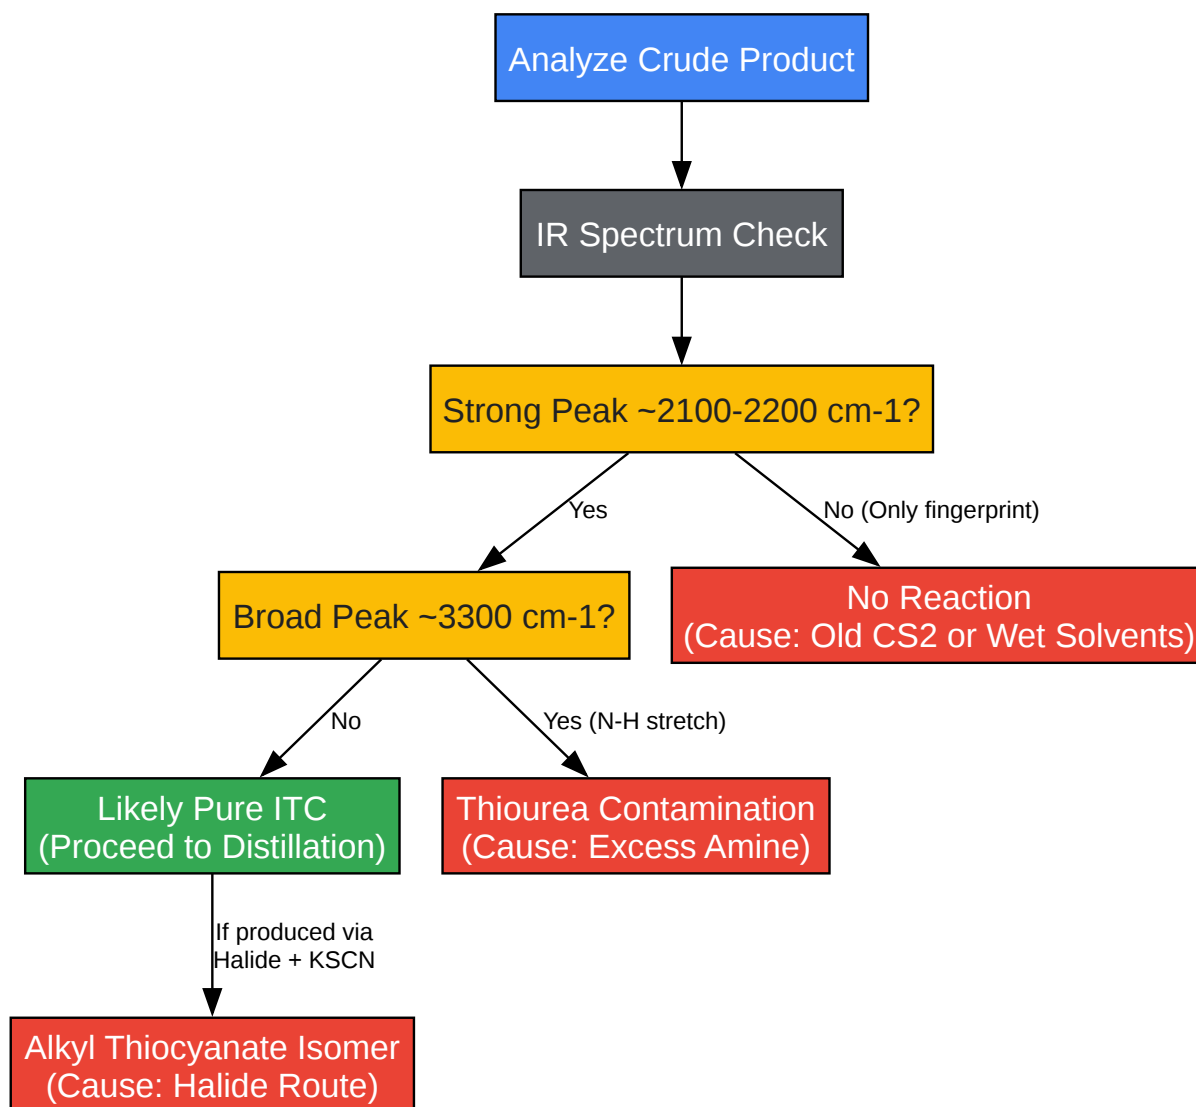 Analyze Crude Product
IR Spectrum Check
Strong Peak ~2100-2200 cm-1?
Yes
No (Only fingerprint)
Broad Peak ~3300 cm-1?
No Reaction
(Cause: Old CS2 or Wet Solvents)
No
Yes (N-H stretch)
Likely Pure ITC
(Proceed to Distillation)
Thiourea Contamination
(Cause: Excess Amine)
If produced via
Halide + KSCN
Alkyl Thiocyanate Isomer
(Cause: Halide Route)